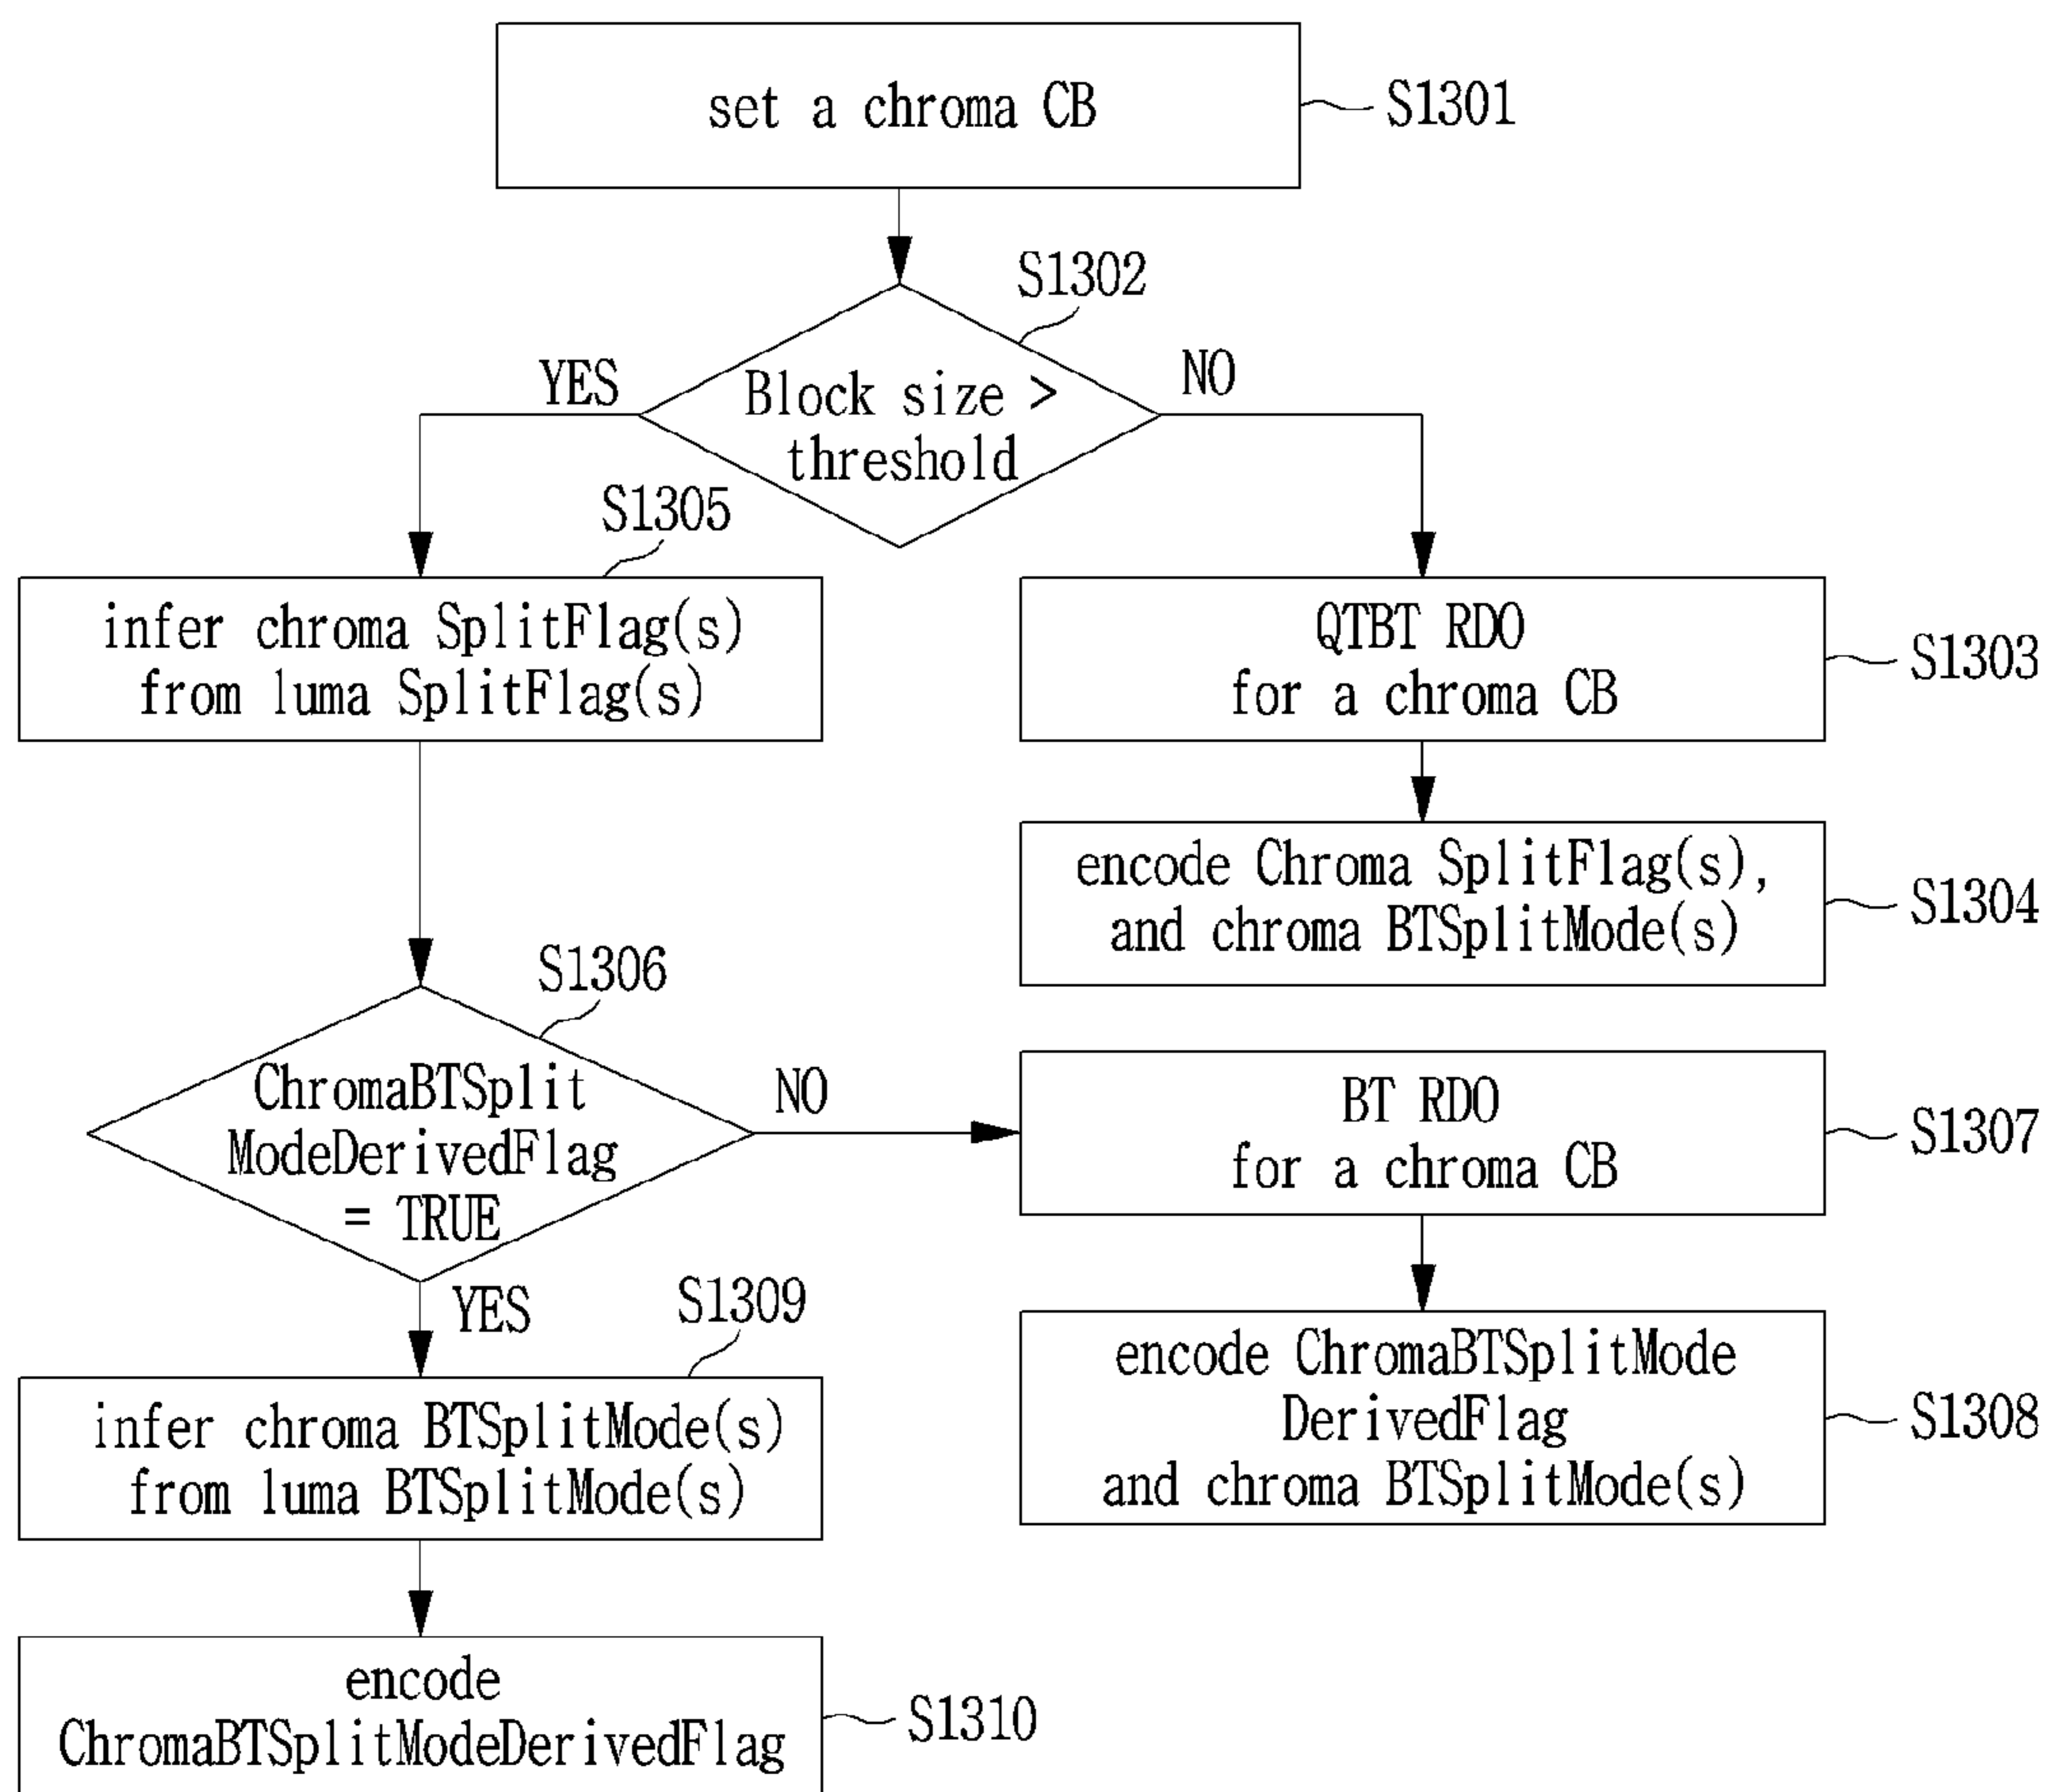 set a chroma CB
S1301
S1302
YES
NO
Block size >
threshold
S1305
infer chroma SplitFlag(s)
from luma SplitFlag(s)
QTBT RDO
for a chroma CB
S1303
encode Chroma SplitFlag(s),
and chroma BTSplitMode(s)
S1304
S1306
ChromaBTSplit
ModeDerivedFlag
= TRUE
NO
BT RDO
for a chroma CB
S1307
YES
S1309
infer chroma BTSplitMode(s)
from luma BTSplitMode(s)
encode ChromaBTSplitMode
DerivedFlag
and chroma BTSplitMode(s)
S1308
encode
ChromaBTSplitModeDerivedFlag
S1310